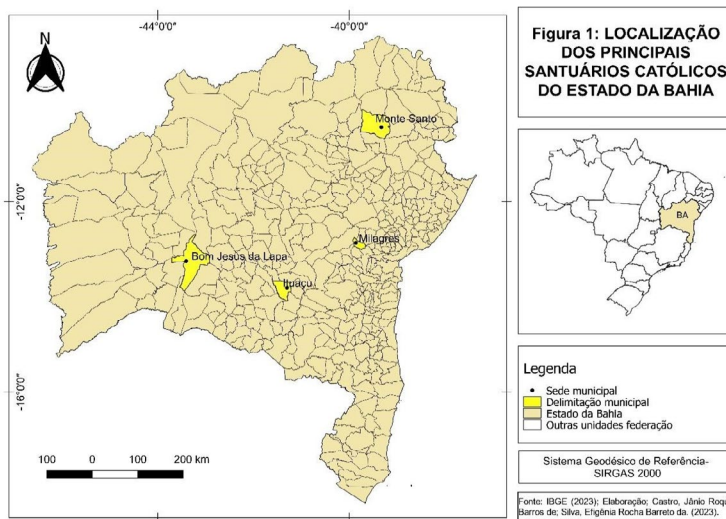 -44°0'0"
-40°0'0"
N
-12°0'0"
-16°0'0"
Monte Santo
Milagres
Bom Jesus da Lapa
Ituaçu
100 0 100 200 km
Figura 1: LOCALIZAÇÃO
DOS PRINCIPAIS
SANTUÁRIOS CATÓLICOS
DO ESTADO DA BAHIA
BA
Legenda
Sede municipal
Delimitação municipal
Estado da Bahia
Outras unidades federação
Sistema Geodésico de Referência-
SIRGAS 2000
Fonte: IBGE (2023); Elaboração: Castro, Jânio Roqu
Barros de; Silva, Efigênia Rocha Barreto da. (2023).